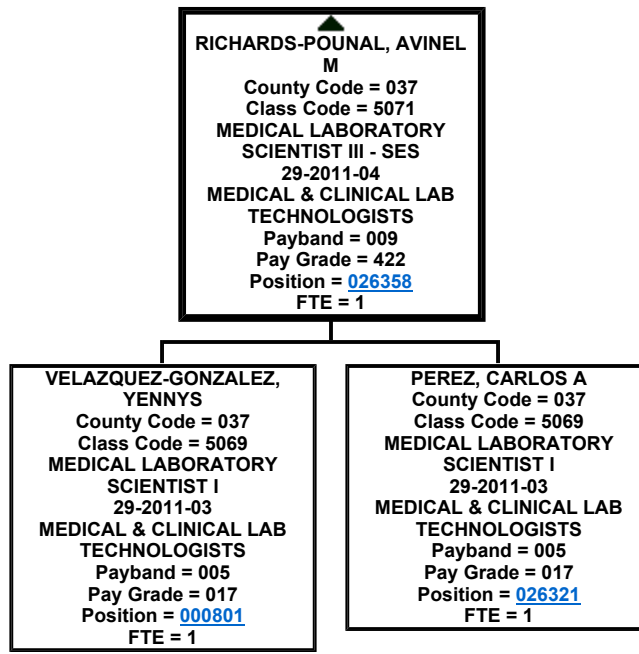 RICHARDS-POUNAL, AVINEL
M
County Code = 037
Class Code = 5071
MEDICAL LABORATORY
SCIENTIST III - SES
29-2011-04
MEDICAL & CLINICAL LAB
TECHNOLOGISTS
Payband = 009
Pay Grade = 422
Position = 026358
FTE = 1
VELAZQUEZ-GONZALEZ,
YENNYS
County Code = 037
Class Code = 5069
MEDICAL LABORATORY
SCIENTIST I
29-2011-03
MEDICAL & CLINICAL LAB
TECHNOLOGISTS
Payband = 005
Pay Grade = 017
Position = 000801
FTE = 1
PEREZ, CARLOS A
County Code = 037
Class Code = 5069
MEDICAL LABORATORY
SCIENTIST I
29-2011-03
MEDICAL & CLINICAL LAB
TECHNOLOGISTS
Payband = 005
Pay Grade = 017
Position = 026321
FTE = 1